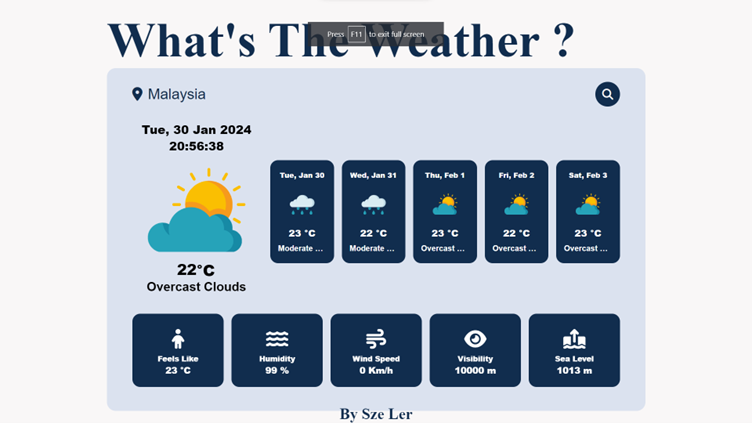 What's The Weather ?
Press F11 to exit full screen
Malaysia
Tue, 30 Jan 2024
20:56:38
22°C
Overcast Clouds
Tue, Jan 30
23 °C
Moderate ...
Wed, Jan 31
22 °C
Moderate ...
Thu, Feb 1
23 °C
Overcast ...
Fri, Feb 2
22 °C
Overcast ...
Sat, Feb 3
23 °C
Overcast ...
Feels Like
23 °C
Humidity
99 %
Wind Speed
0 Km/h
Visibility
10000 m
Sea Level
1013 m
By Sze Ler